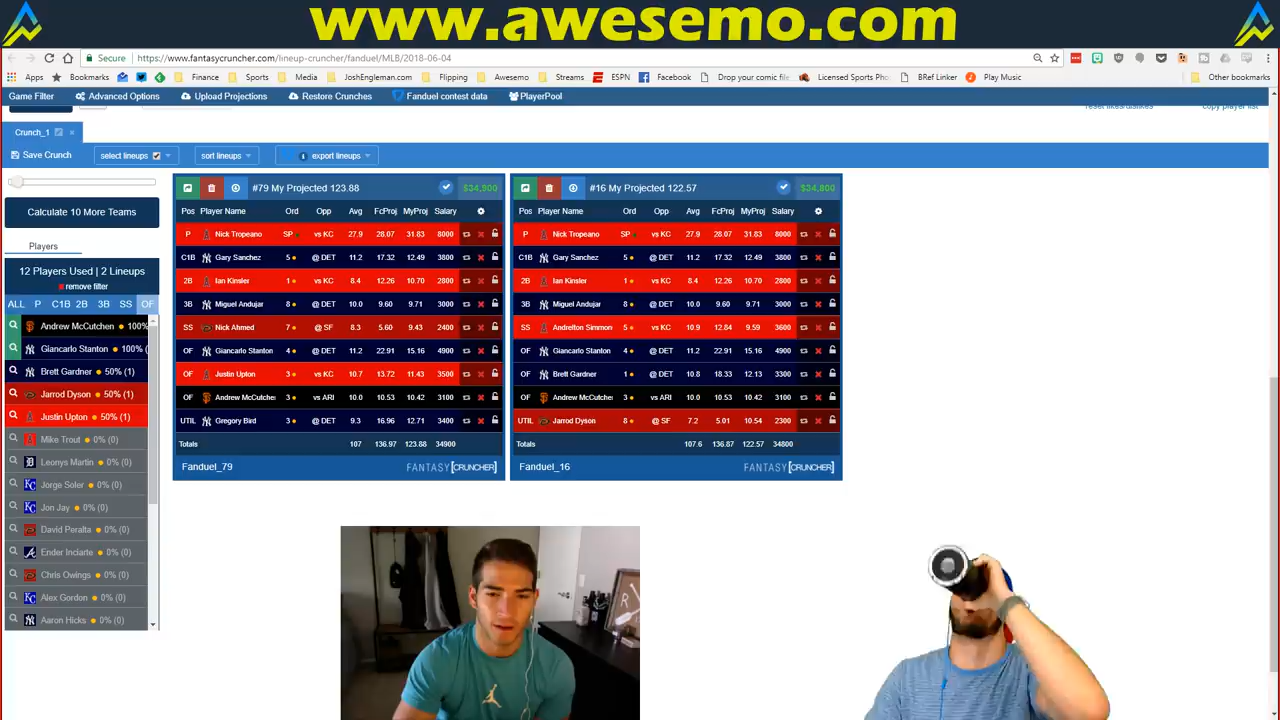 www.awesemo.com
Secure https://www.fantasycruncher.com/lineup-cruncher/fanduel/MLB/2018-06-04
Apps Bookmarks Finance Sports Media JoshEngleman.com Flipping Awesemo Streams ESPN Facebook Drop your comic file Licensed Sports Pho BRef Linker Play Music Other bookmarks
Game Filter Advanced Options Upload Projections Restore Crunches Fanduel contest data PlayerPool
reset likes/dislikes copy player list
Crunch_1 ×
Save Crunch select lineups sort lineups export lineups
Calculate 10 More Teams
Players
12 Players Used | 2 Lineups
remove filter
ALL P C1B 2B 3B SS OF
Andrew McCutchen 100%
Giancarlo Stanton 100% (
Brett Gardner 50% (1)
Jarrod Dyson 50% (1)
Justin Upton 50% (1)
Mike Trout 0% (0)
Leonys Martin 0% (0)
Jorge Soler 0% (0)
Jon Jay 0% (0)
David Peralta 0% (0)
Ender Inciarte 0% (0)
Chris Owings 0% (0)
Alex Gordon 0% (0)
Aaron Hicks 0% (0)
#79 My Projected 123.88 $34,900
Pos Player Name Ord Opp Avg FcProj MyProj Salary
P Nick Tropeano SP vs KC 27.9 28.07 31.83 8000
C1B Gary Sanchez 5 @ DET 11.2 17.32 12.49 3800
2B Ian Kinsler 1 vs KC 8.4 12.26 10.70 2800
3B Miguel Andujar 8 @ DET 10.0 9.60 9.71 3000
SS Nick Ahmed 7 @ SF 8.3 5.60 9.43 2400
OF Giancarlo Stanton 4 @ DET 11.2 22.91 15.16 4900
OF Justin Upton 3 vs KC 10.7 13.72 11.43 3500
OF Andrew McCutchen 3 vs ARI 10.0 10.53 10.42 3100
UTIL Gregory Bird 3 @ DET 9.3 16.96 12.71 3400
Totals 107 136.97 123.88 34900
Fanduel_79 FANTASY [CRUNCHER]
#16 My Projected 122.57 $34,800
Pos Player Name Ord Opp Avg FcProj MyProj Salary
P Nick Tropeano SP vs KC 27.9 28.07 31.83 8000
C1B Gary Sanchez 5 @ DET 11.2 17.32 12.49 3800
2B Ian Kinsler 1 vs KC 8.4 12.26 10.70 2800
3B Miguel Andujar 8 @ DET 10.0 9.60 9.71 3000
SS Andrelton Simmon 5 vs KC 10.9 12.84 9.59 3600
OF Giancarlo Stanton 4 @ DET 11.2 22.91 15.16 4900
OF Brett Gardner 1 @ DET 10.8 18.33 12.13 3300
OF Andrew McCutchen 3 vs ARI 10.0 10.53 10.42 3100
UTIL Jarrod Dyson 8 @ SF 7.2 5.01 10.54 2300
Totals 107.6 136.87 122.57 34800
Fanduel_16 FANTASY [CRUNCHER]